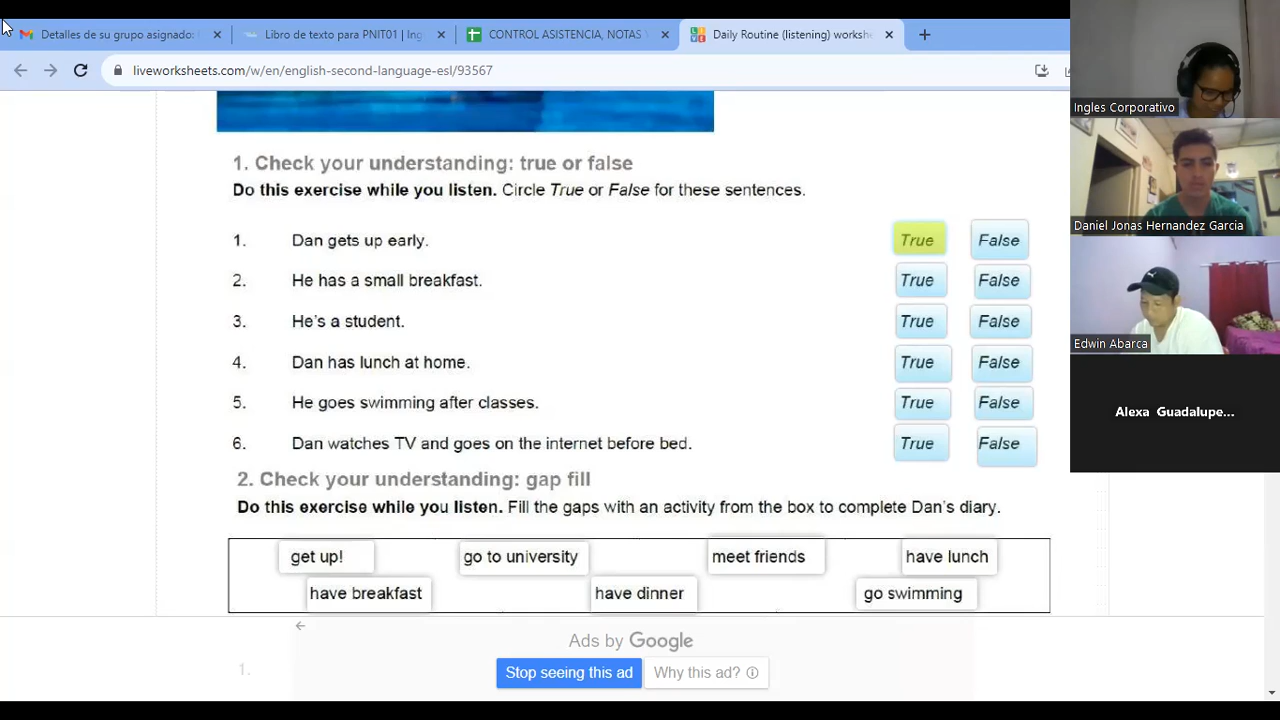 Detalles de su grupo asignado:
Libro de texto para PNIT01 | Ing
CONTROL ASISTENCIA, NOTAS Y
Daily Routine (listening) worksh
liveworksheets.com/w/en/english-second-language-esl/93567
1. Check your understanding: true or false
Do this exercise while you listen. Circle True or False for these sentences.
1. Dan gets up early. True False
2. He has a small breakfast. True False
3. He's a student. True False
4. Dan has lunch at home. True False
5. He goes swimming after classes. True False
6. Dan watches TV and goes on the internet before bed. True False
2. Check your understanding: gap fill
Do this exercise while you listen. Fill the gaps with an activity from the box to complete Dan's diary.
get up! go to university meet friends have lunch
have breakfast have dinner go swimming
Ads by Google
1.
Stop seeing this ad Why this ad?
Ingles Corporativo
Daniel Jonas Hernandez Garcia
Edwin Abarca
Alexa Guadalupe...